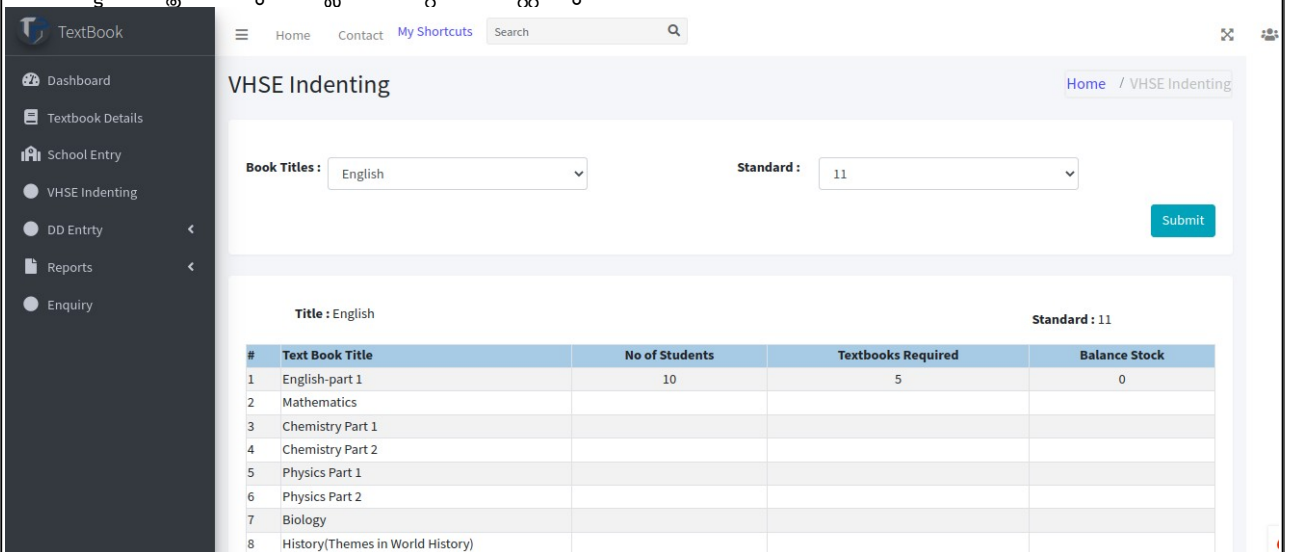 TextBook
Home Contact My Shortcuts Search
Dashboard
Textbook Details
School Entry
VHSE Indenting
DD Entrty
Reports
Enquiry
VHSE Indenting
Home / VHSE Indenting
Book Titles : English Standard : 11
Submit
Title : English
Standard : 11
# Text Book Title No of Students Textbooks Required Balance Stock
1 English-part 1 10 5 0
2 Mathematics
3 Chemistry Part 1
4 Chemistry Part 2
5 Physics Part 1
6 Physics Part 2
7 Biology
8 History(Themes in World History)